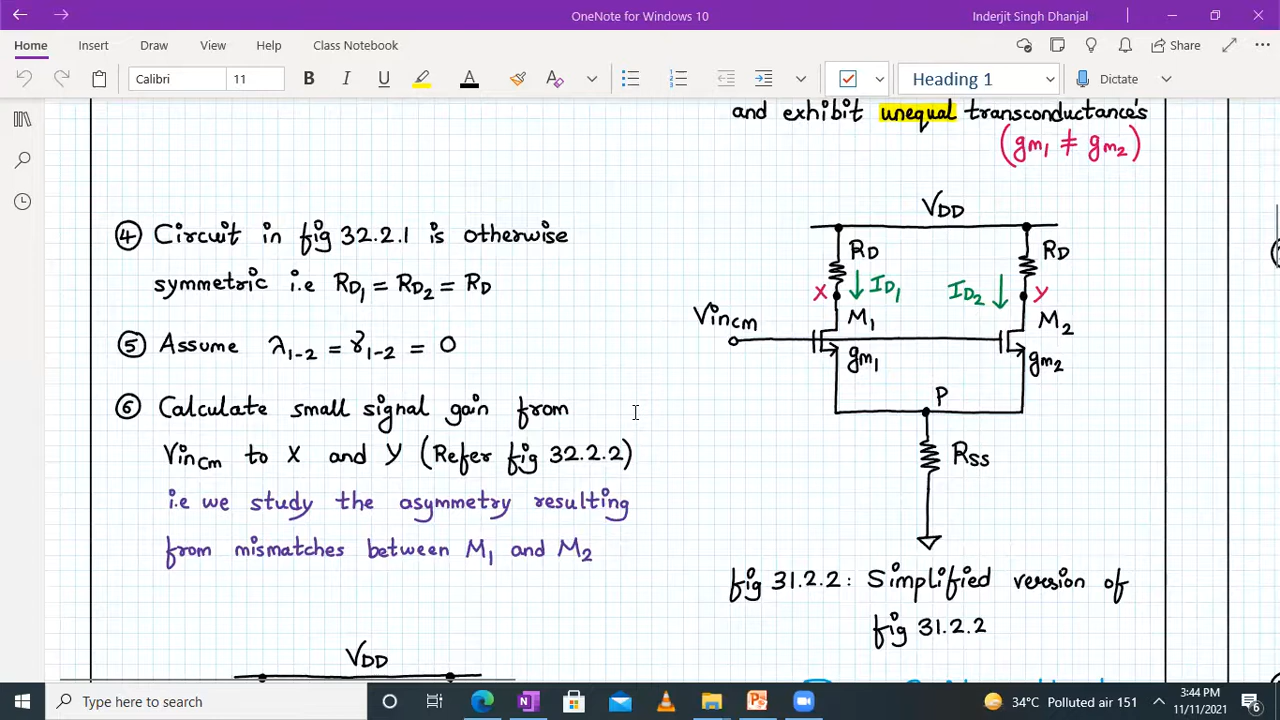 OneNote for Windows 10
Inderjit Singh Dhanjal
Home Insert Draw View Help Class Notebook
Share
Calibri 11 B I U A Heading 1 Dictate
and exhibit unequal transconductance's
(gm1 ≠ gm2)
④ Circuit in fig 32.2.1 is otherwise
symmetric i.e RD1 = RD2 = RD
⑤ Assume λ1-2 = γ1-2 = 0
⑥ Calculate small signal gain from
Vincm to X and Y (Refer fig 32.2.2)
i.e we study the asymmetry resulting
from mismatches between M1 and M2
VDD
VDD
RD RD
X ID1 ID2 Y
Vincm M1 M2
gm1 gm2
P
RSS
fig 31.2.2: Simplified version of
fig 31.2.2
Type here to search
34°C Polluted air 151
3:44 PM
11/11/2021
6